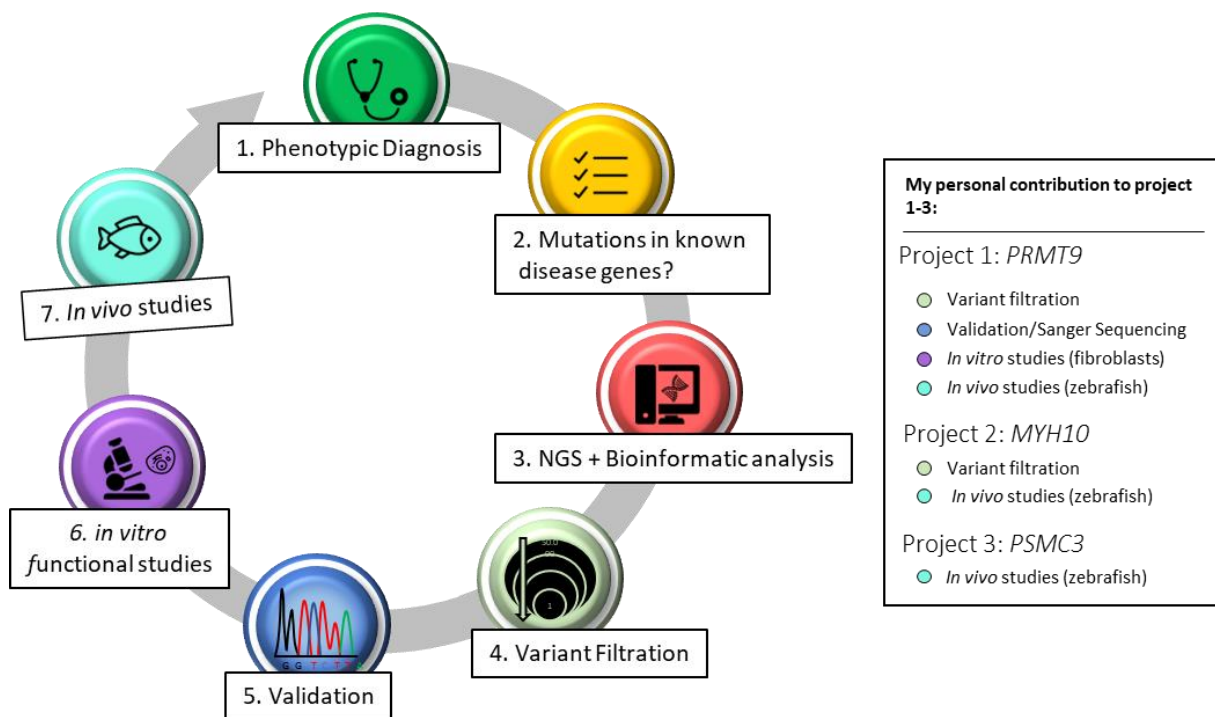 1. Phenotypic Diagnosis
2. Mutations in known
disease genes?
3. NGS + Bioinformatic analysis
1
4. Variant Filtration
G G T C T T
5. Validation
6. in vitro
functional studies
7. In vivo studies
My personal contribution to project
1-3:
Project 1: PRMT9
Variant filtration
Validation/Sanger Sequencing
In vitro studies (fibroblasts)
In vivo studies (zebrafish)
Project 2: MYH10
Variant filtration
In vivo studies (zebrafish)
Project 3: PSMC3
In vivo studies (zebrafish)